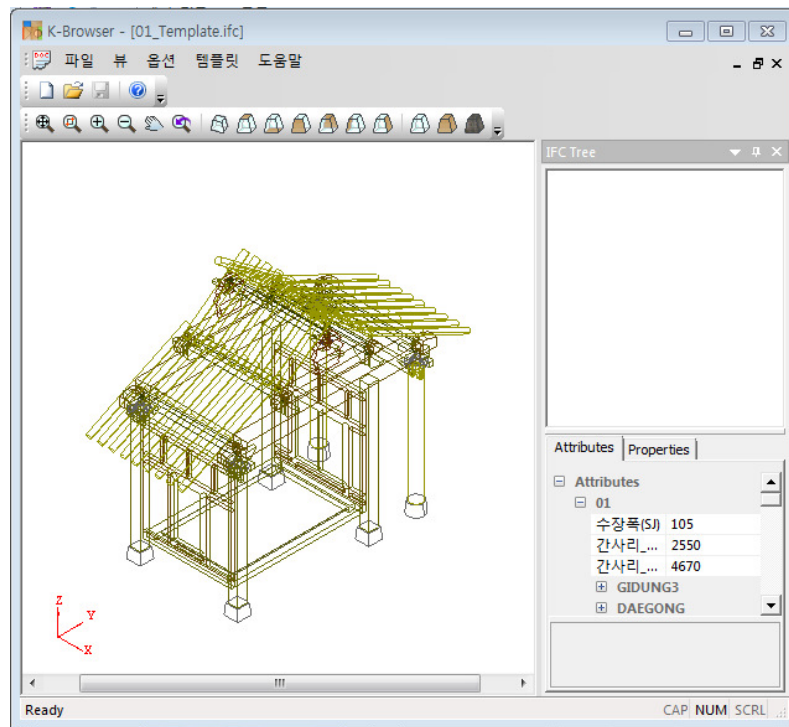 K-Browser - [01_Template.ifc]
파일 뷰 옵션 템플릿 도움말
IFC Tree
Z
Y
X
Attributes Properties
Attributes
01
수장폭(SJ) 105
간사리_... 2550
간사리_... 4670
GIDUNG3
DAEGONG
Ready
CAP NUM SCRL